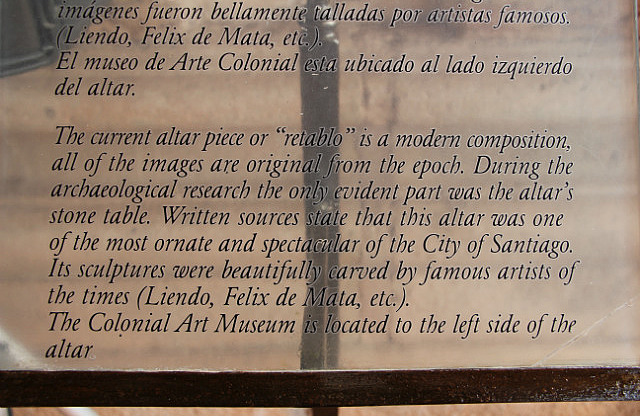 imágenes fueron bellamente talladas por artistas famosos.
(Liendo, Felix de Mata, etc.).
El museo de Arte Colonial esta ubicado al lado izquierdo
del altar.
The current altar piece or “retablo” is a modern composition,
all of the images are original from the epoch. During the
archaeological research the only evident part was the altar’s
stone table. Written sources state that this altar was one
of the most ornate and spectacular of the City of Santiago.
Its sculptures were beautifully carved by famous artists of
the times (Liendo, Felix de Mata, etc.).
The Colonial Art Museum is located to the left side of the
altar